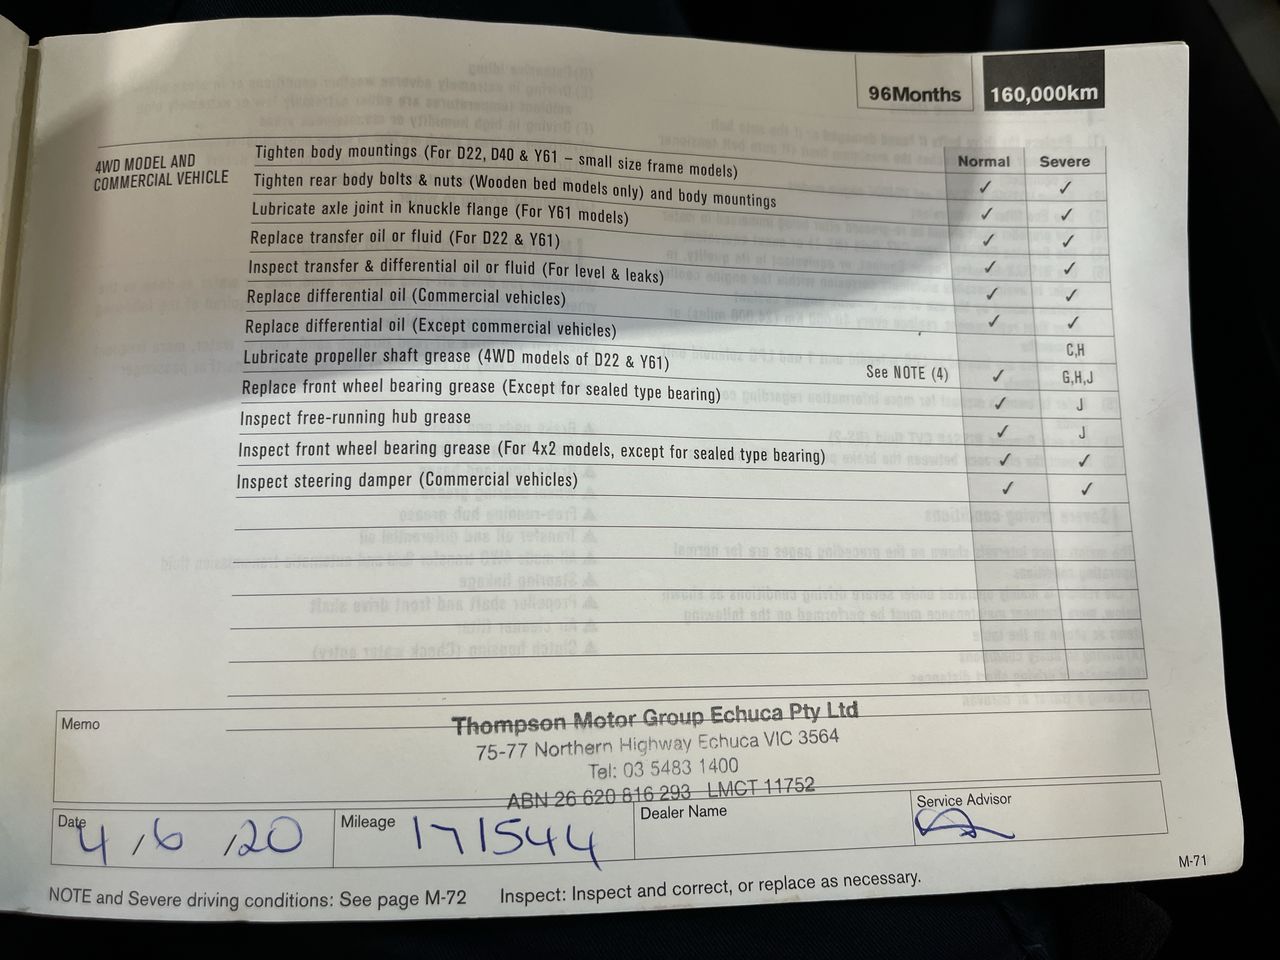 96Months 160,000km
4WD MODEL AND
COMMERCIAL VEHICLE
Normal Severe
Tighten body mountings (For D22, D40 & Y61 – small size frame models) ✓ ✓
Tighten rear body bolts & nuts (Wooden bed models only) and body mountings ✓ ✓
Lubricate axle joint in knuckle flange (For Y61 models) ✓ ✓
Replace transfer oil or fluid (For D22 & Y61) ✓ ✓
Inspect transfer & differential oil or fluid (For level & leaks) ✓ ✓
Replace differential oil (Commercial vehicles) ✓ ✓
Replace differential oil (Except commercial vehicles) C,H
Lubricate propeller shaft grease (4WD models of D22 & Y61) See NOTE (4) ✓ G,H,J
Replace front wheel bearing grease (Except for sealed type bearing) ✓ J
Inspect free-running hub grease ✓ J
Inspect front wheel bearing grease (For 4x2 models, except for sealed type bearing) ✓ ✓
Inspect steering damper (Commercial vehicles) ✓ ✓
Memo
Thompson Motor Group Echuca Pty Ltd
75-77 Northern Highway Echuca VIC 3564
Tel: 03 5483 1400
ABN 26 620 816 293 LMCT 11752
Date 4/6/20 Mileage 171544 Dealer Name Service Advisor
M-71
NOTE and Severe driving conditions: See page M-72 Inspect: Inspect and correct, or replace as necessary.